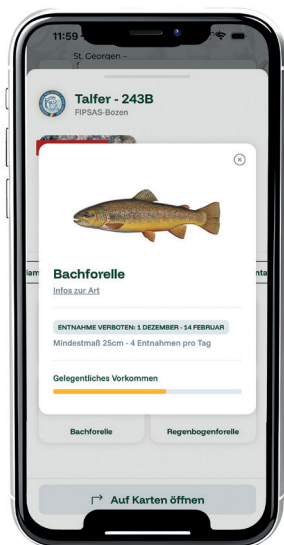 11:59
St. Georgen –
Talfer - 243B
FIPSAS-Bozen
Bachforelle
Infos zur Art
ENTNAHME VERBOTEN: 1 DEZEMBER - 14 FEBRUAR
Mindestmaß 25cm - 4 Entnahmen pro Tag
Gelegentliches Vorkommen
Bachforelle Regenbogenforelle
Auf Karten öffnen